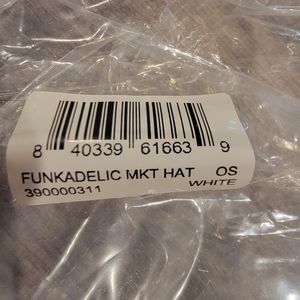 8 40339 61663 9
FUNKADELIC MKT HAT OS
390000311 WHITE